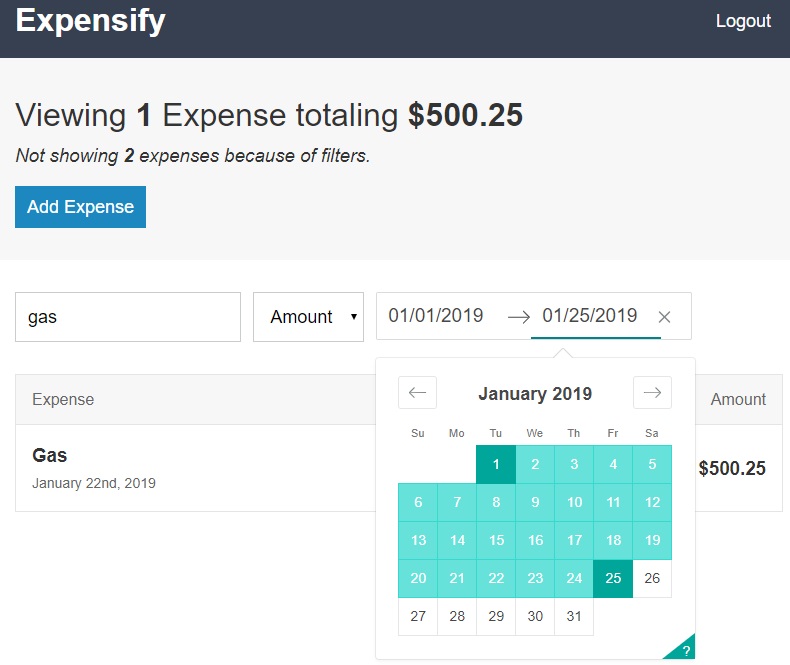 Expensify
Logout
Viewing 1 Expense totaling $500.25
Not showing 2 expenses because of filters.
Add Expense
gas
Amount
01/01/2019 → 01/25/2019
Expense
Amount
Gas
January 22nd, 2019
$500.25
January 2019
Su Mo Tu We Th Fr Sa
1 2 3 4 5
6 7 8 9 10 11 12
13 14 15 16 17 18 19
20 21 22 23 24 25 26
27 28 29 30 31
?